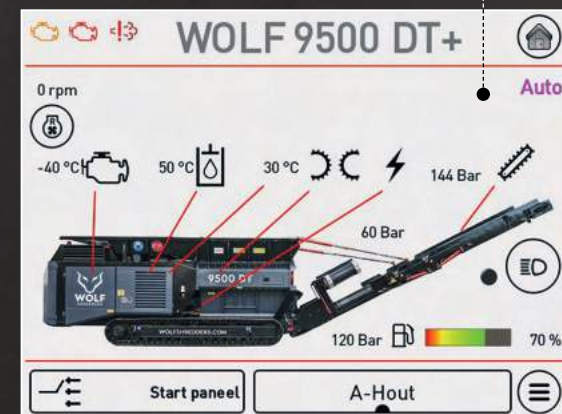 WOLF 9500 DT+
0 rpm
Auto
R
-40 °C
50 °C
30 °C
144 Bar
60 Bar
9500 DT
WOLF
WOLFSHREDDERS.COM
120 Bar
70 %
Start paneel
A-Hout